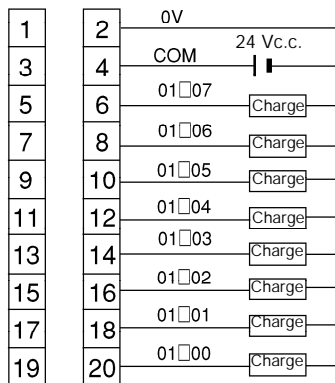 1 2 0V
24 Vc.c.
3 4 COM
5 6 01□07 Charge
7 8 01□06 Charge
9 10 01□05 Charge
11 12 01□04 Charge
13 14 01□03 Charge
15 16 01□02 Charge
17 18 01□01 Charge
19 20 01□00 Charge